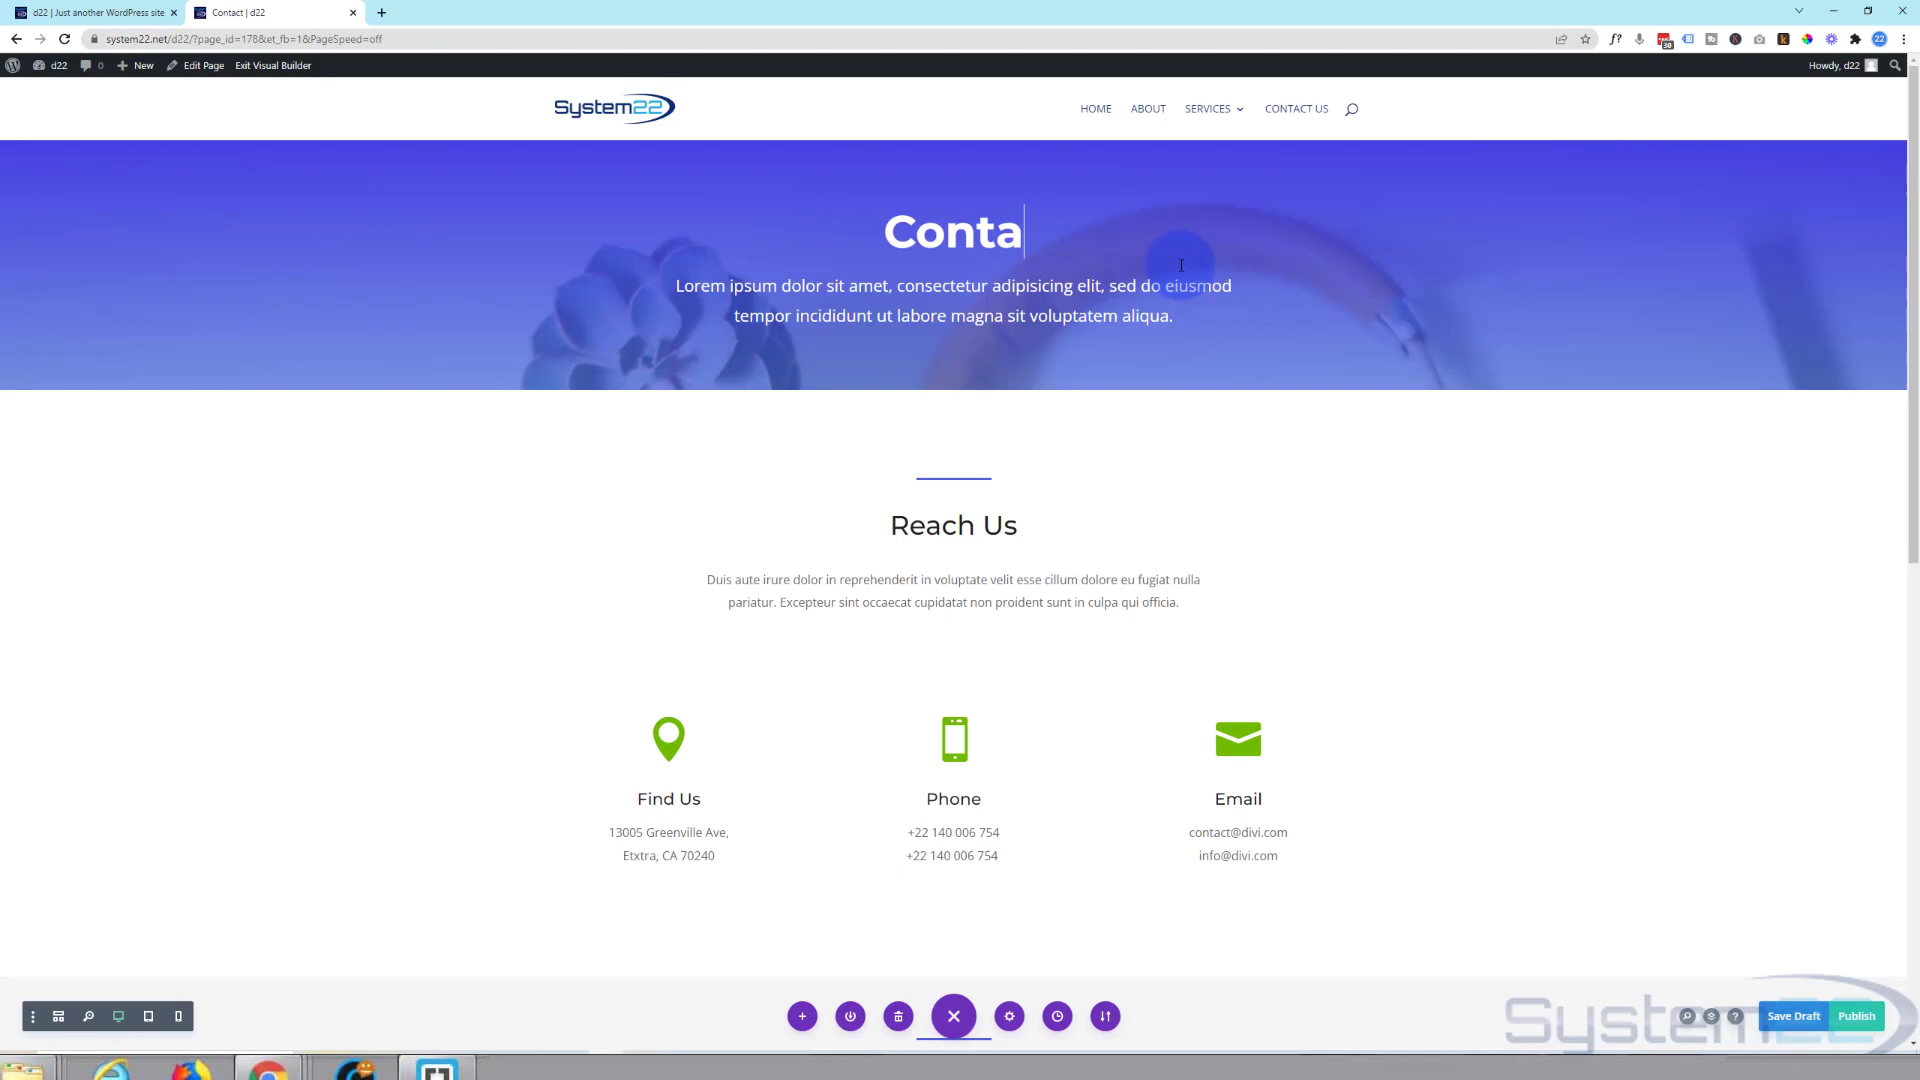 d22 | Just another WordPress site
Contact | d22
system22.net/d22/?page_id=178&et_fb=1&PageSpeed=off
22
d22
0
New
Edit Page
Exit Visual Builder
Howdy, d22
System22
HOME
ABOUT
SERVICES
CONTACT US
Conta
Lorem ipsum dolor sit amet, consectetur adipisicing elit, sed do eiusmod
tempor incididunt ut labore magna sit voluptatem aliqua.
Reach Us
Duis aute irure dolor in reprehenderit in voluptate velit esse cillum dolore eu fugiat nulla
pariatur. Excepteur sint occaecat cupidatat non proident sunt in culpa qui officia.
Find Us
13005 Greenville Ave,
Etxtra, CA 70240
Phone
+22 140 006 754
+22 140 006 754
Email
contact@divi.com
info@divi.com
Save Draft
Publish
System22